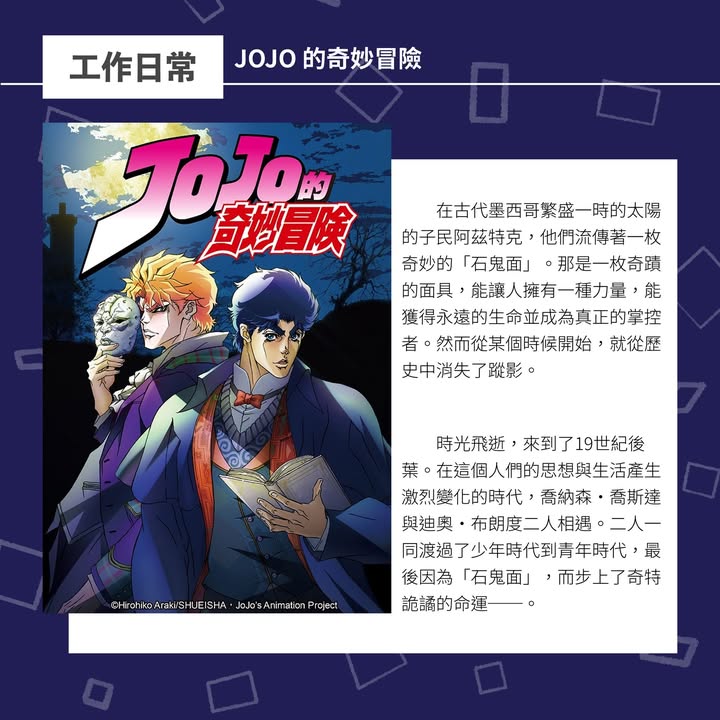 工作日常
JOJO 的奇妙冒險
JoJo的
奇妙冒險
©Hirohiko Araki/SHUEISHA・JoJo's Animation Project
在古代墨西哥繁盛一時的太陽
的子民阿茲特克，他們流傳著一枚
奇妙的「石鬼面」。那是一枚奇蹟
的面具，能讓人擁有一種力量，能
獲得永遠的生命並成為真正的掌控
者。然而從某個時候開始，就從歷
史中消失了蹤影。
時光飛逝，來到了19世紀後
葉。在這個人們的思想與生活產生
激烈變化的時代，喬納森・喬斯達
與迪奧・布朗度二人相遇。二人一
同渡過了少年時代到青年時代，最
後因為「石鬼面」，而步上了奇特
詭譎的命運──。